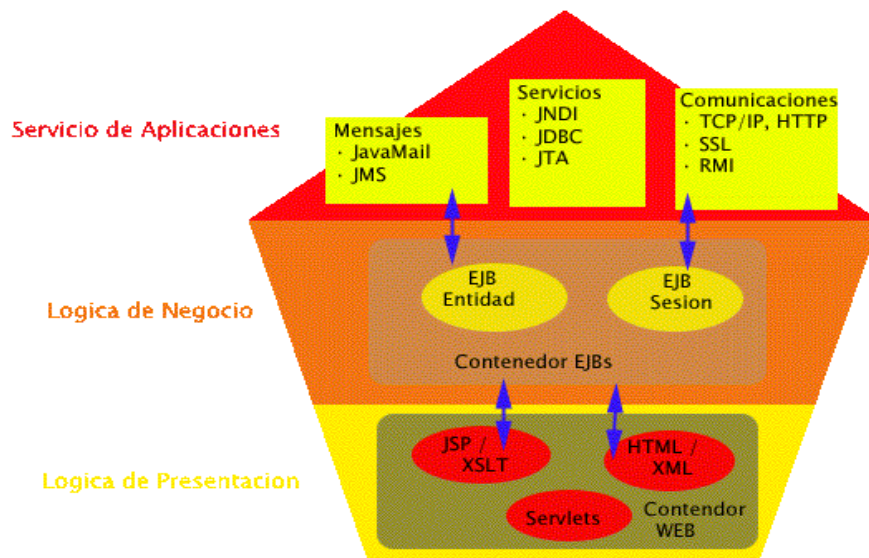 Servicio de Aplicaciones
Mensajes
· JavaMail
· JMS
Servicios
· JNDI
· JDBC
· JTA
Comunicaciones
· TCP/IP, HTTP
· SSL
· RMI
Logica de Negocio
EJB
Entidad
EJB
Sesion
Contenedor EJBs
Logica de Presentacion
JSP /
XSLT
HTML /
XML
Servlets
Contendor
WEB